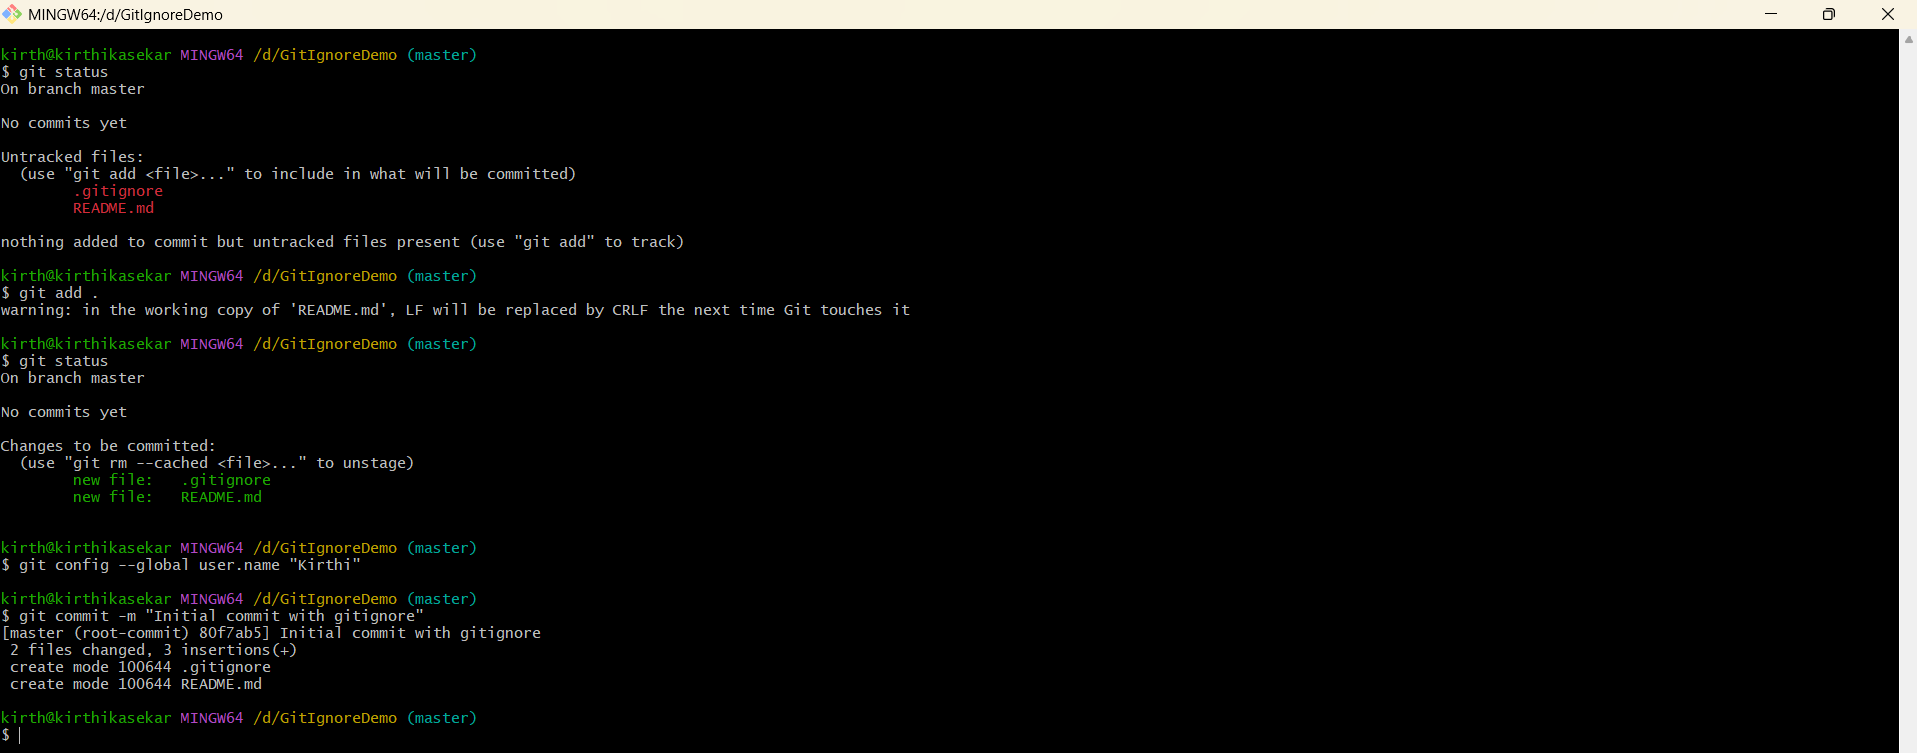 MINGW64:/d/GitIgnoreDemo
kirth@kirthikasekar MINGW64 /d/GitIgnoreDemo (master)
$ git status
On branch master
No commits yet
Untracked files:
  (use "git add <file>..." to include in what will be committed)
        .gitignore
        README.md
nothing added to commit but untracked files present (use "git add" to track)
kirth@kirthikasekar MINGW64 /d/GitIgnoreDemo (master)
$ git add .
warning: in the working copy of 'README.md', LF will be replaced by CRLF the next time Git touches it
kirth@kirthikasekar MINGW64 /d/GitIgnoreDemo (master)
$ git status
On branch master
No commits yet
Changes to be committed:
  (use "git rm --cached <file>..." to unstage)
        new file:   .gitignore
        new file:   README.md
kirth@kirthikasekar MINGW64 /d/GitIgnoreDemo (master)
$ git config --global user.name "Kirthi"
kirth@kirthikasekar MINGW64 /d/GitIgnoreDemo (master)
$ git commit -m "Initial commit with gitignore"
[master (root-commit) 80f7ab5] Initial commit with gitignore
 2 files changed, 3 insertions(+)
 create mode 100644 .gitignore
 create mode 100644 README.md
kirth@kirthikasekar MINGW64 /d/GitIgnoreDemo (master)
$